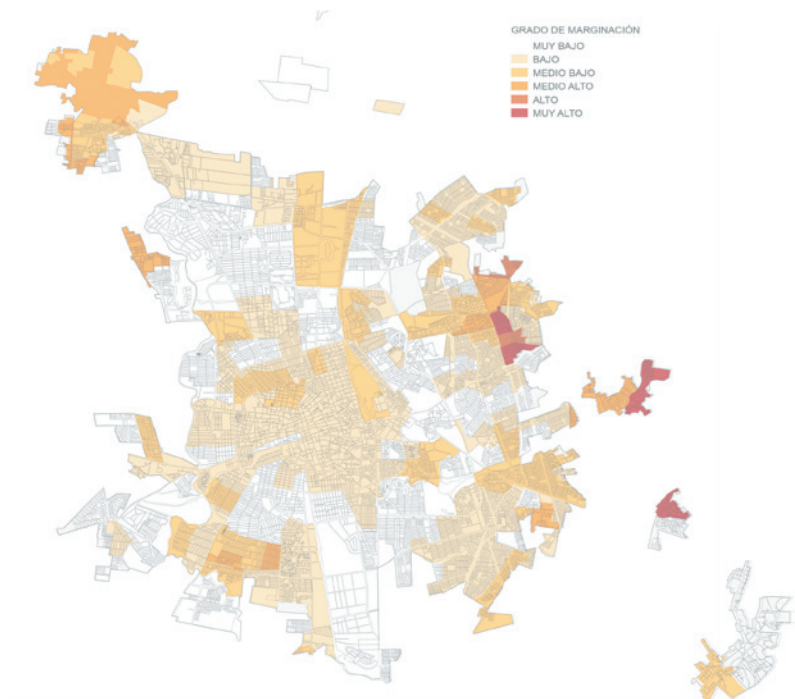 GRADO DE MARGINACIÓN
MUY BAJO
BAJO
MEDIO BAJO
MEDIO ALTO
ALTO
MUY ALTO